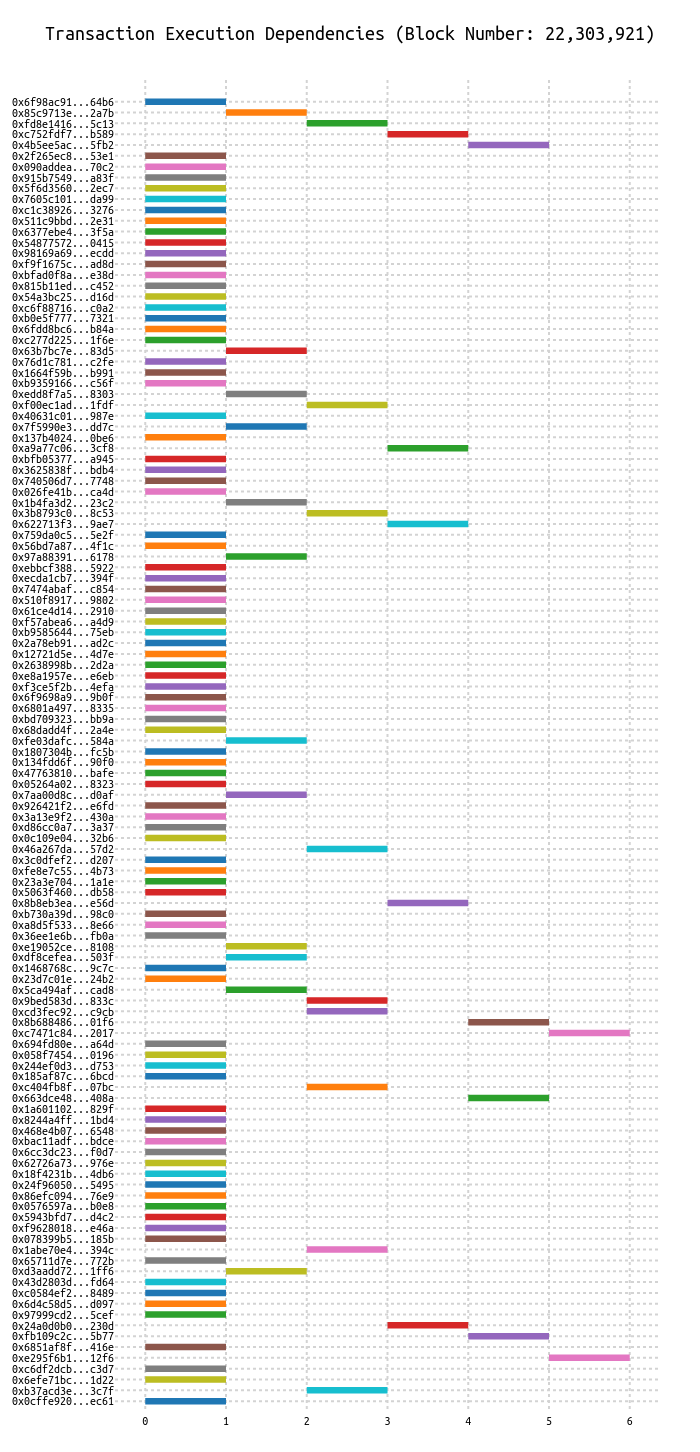 Transaction Execution Dependencies (Block Number: 22,303,921)
0x6f98ac91...64b6
0x85c9713e...2a7b
0xfd8e1416...5c13
0xc752fdf7...b589
0x4b5ee5ac...5fb2
0x2f265ec8...53e1
0x090addea...70c2
0x915b7549...a83f
0x5f6d3560...2ec7
0x7605c101...da99
0xc1c38926...3276
0x511c9bbd...2e31
0x6377ebe4...3f5a
0x54877572...0415
0x98169a69...ecdd
0xf9f1675c...ad8d
0xbfad0f8a...e38d
0x815b11ed...c452
0x54a3bc25...d16d
0xc6f88716...c0a2
0xb0e5f777...7321
0x6fdd8bc6...b84a
0xc277d225...1f6e
0x63b7bc7e...83d5
0x76d1c781...c2fe
0x1664f59b...b991
0xb9359166...c56f
0xedd8f7a5...8303
0xf00ec1ad...1fdf
0x40631c01...987e
0x7f5990e3...dd7c
0x137b4024...0be6
0xa9a77c06...3cf8
0xbfb05377...a945
0x3625838f...bdb4
0x740506d7...7748
0x026fe41b...ca4d
0x1b4fa3d2...23c2
0x3b8793c0...8c53
0x622713f3...9ae7
0x759da0c5...5e2f
0x56bd7a87...4f1c
0x97a88391...6178
0xebbcf388...5922
0xecda1cb7...394f
0x7474abaf...c854
0x510f8917...9802
0x61ce4d14...2910
0xf57abea6...a4d9
0xb9585644...75eb
0x2a78eb91...ad2c
0x12721d5e...4d7e
0x2638998b...2d2a
0xe8a1957e...e6eb
0xf3ce5f2b...4efa
0x6f9698a9...9b0f
0x6801a497...8335
0xbd709323...bb9a
0x68dadd4f...2a4e
0xfe03dafc...584a
0x1807304b...fc5b
0x134fdd6f...90f0
0x47763810...bafe
0x05264a02...8323
0x7aa00d8c...d0af
0x926421f2...e6fd
0x3a13e9f2...430a
0xd86cc0a7...3a37
0x0c109e04...32b6
0x46a267da...57d2
0x3c0dfef2...d207
0xfe8e7c55...4b73
0x23a3e704...1a1e
0x5063f460...db58
0x8b8eb3ea...e56d
0xb730a39d...98c0
0xa8d5f533...8e66
0x36ee1e6b...fb0a
0xe19052ce...8108
0xdf8cefea...503f
0x1468768c...9c7c
0x23d7c01e...24b2
0x5ca494af...cad8
0x9bed583d...833c
0xcd3fec92...c9cb
0x8b688486...01f6
0xc7471c84...2017
0x694fd80e...a64d
0x058f7454...0196
0x244ef0d3...d753
0x185af87c...6bcd
0xc404fb8f...07bc
0x663dce48...408a
0x1a601102...829f
0x8244a4ff...1bd4
0x468e4b07...6548
0xbac11adf...bdce
0x6cc3dc23...f0d7
0x62726a73...976e
0x18f4231b...4db6
0x24f96050...5495
0x86efc094...76e9
0x0576597a...b0e8
0x5943bfd7...d4c2
0xf9628018...e46a
0x078399b5...185b
0x1abe70e4...394c
0x65711d7e...772b
0xd3aadd72...1ff6
0x43d2803d...fd64
0xc0584ef2...8489
0x6d4c58d5...d097
0x97999cd2...5cef
0x24a0d0b0...230d
0xfb109c2c...5b77
0x6851af8f...416e
0xe295f6b1...12f6
0xc6df2dcb...c3d7
0x6efe71bc...1d22
0xb37acd3e...3c7f
0x0cffe920...ec61
0 1 2 3 4 5 6